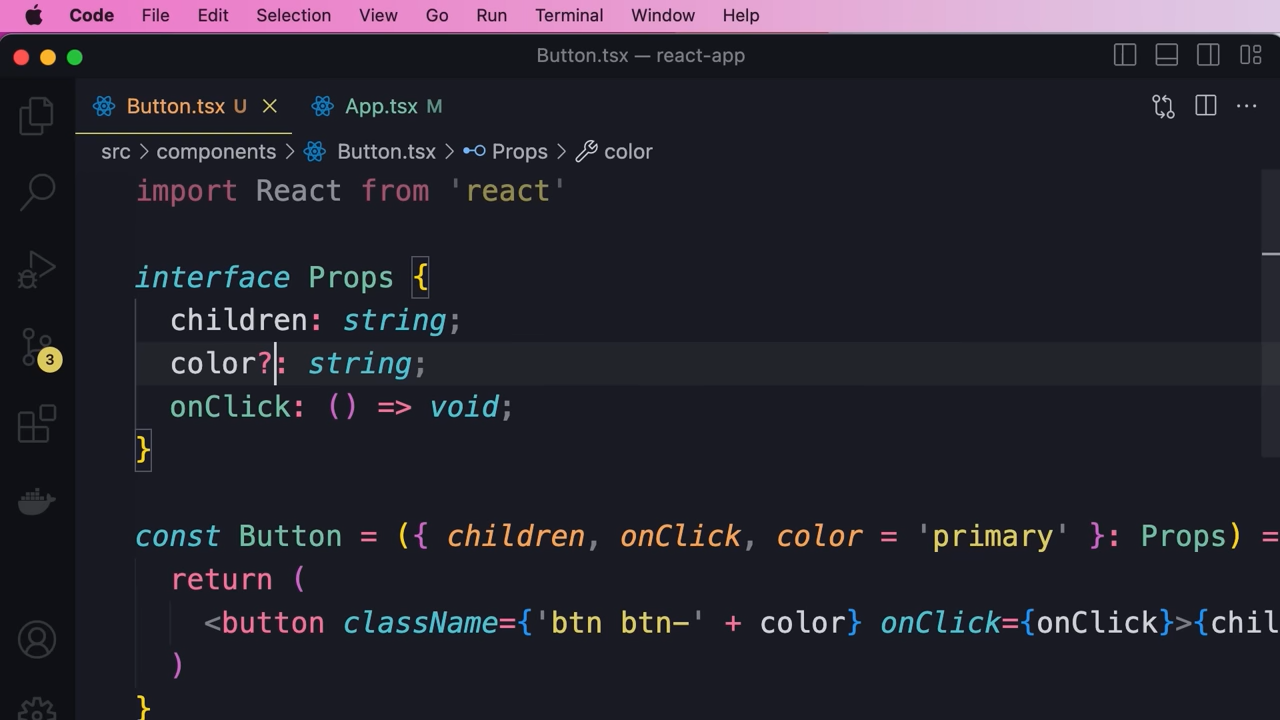 Code File Edit Selection View Go Run Terminal Window Help
Button.tsx — react-app
Button.tsx U App.tsx M
src > components > Button.tsx > Props > color
import React from 'react'
interface Props {
children: string;
color?: string;
3
onClick: () => void;
}
const Button = ({ children, onClick, color = 'primary' }: Props) =
return (
<button className={'btn btn-' + color} onClick={onClick}>{chil
)
}